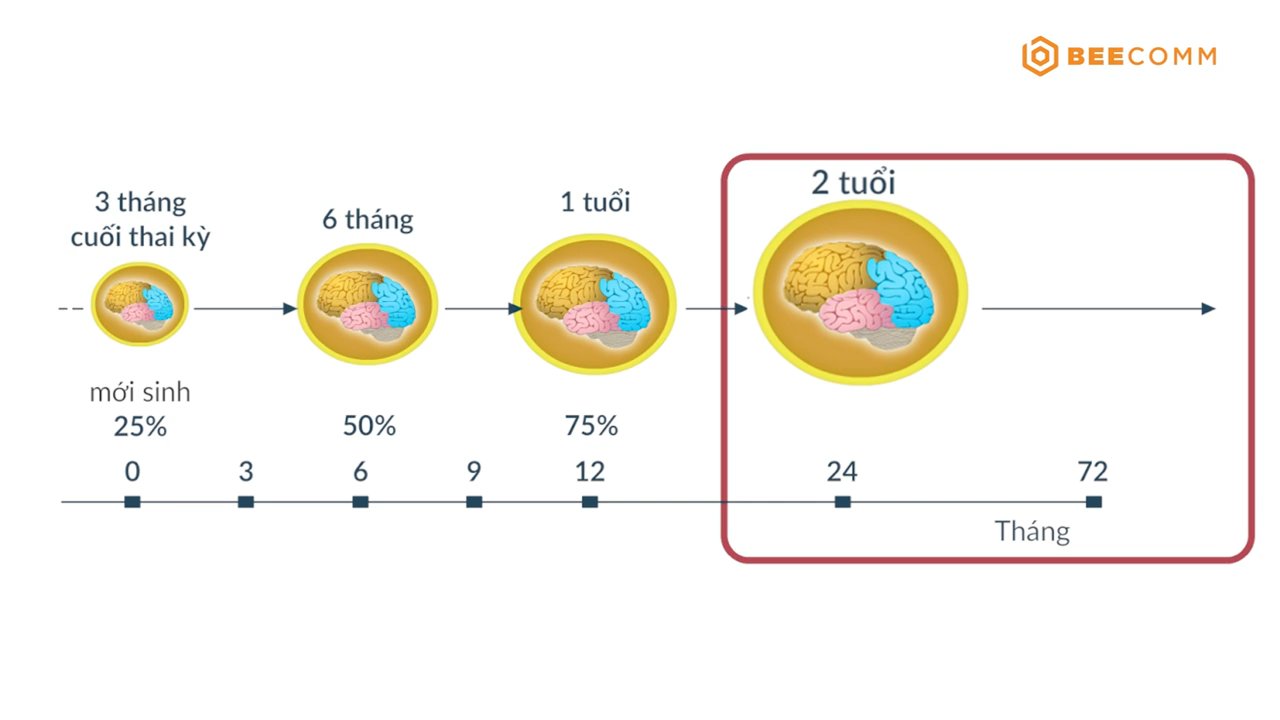 BEECOMM
3 tháng
cuối thai kỳ
6 tháng
1 tuổi
2 tuổi
mới sinh
25%
50%
75%
0
3
6
9
12
24
72
Tháng